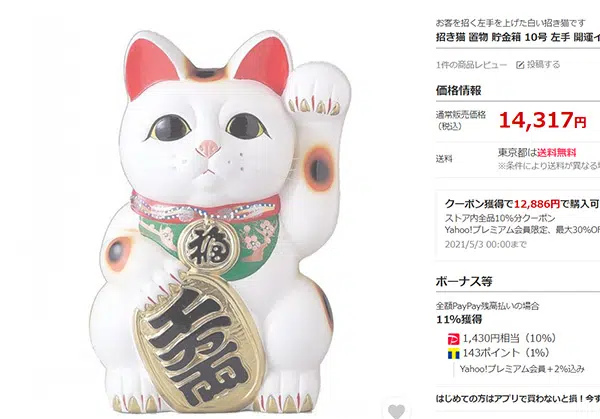 お客を招く左手を上げた白い招き猫です
招き猫 置物 貯金箱 10号 左手 開運イ
1件の商品レビュー 投稿する
価格情報
通常販売価格
(税込)
14,317円
送料
東京都は送料無料
※条件により送料が異なる場
クーポン獲得で12,886円で購入可
ストア内全品10%分クーポン
Yahoo!プレミアム会員限定、最大30%OF
2021/5/3 00:00まで
ボーナス等
全額PayPay残高払いの場合
11%獲得
1,430円相当(10%)
143ポイント(1%)
Yahoo!プレミアム会員+2%込み
はじめての方はアプリで買わないと損!今す
福
千万両